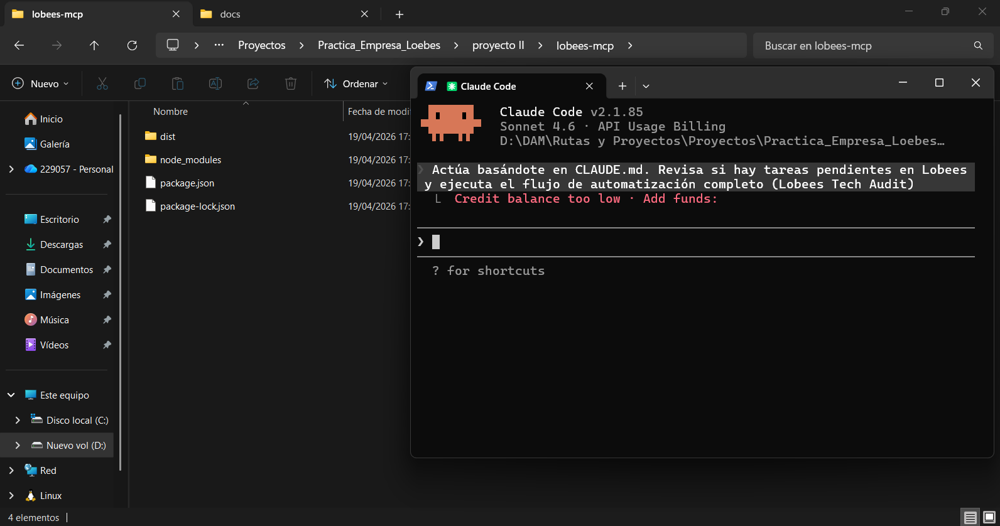 lobees-mcp
docs
Proyectos
Practica_Empresa_Loebes
proyecto II
lobees-mcp
Buscar en lobees-mcp
Nuevo
Ordenar
Inicio
Galería
229057 - Personal
Escritorio
Descargas
Documentos
Imágenes
Música
Vídeos
Este equipo
Disco local (C:)
Nuevo vol (D:)
Red
Linux
Nombre
Fecha de modi
dist
19/04/2026 17:
node_modules
19/04/2026 17:
package.json
19/04/2026 17:
package-lock.json
19/04/2026 17:
4 elementos
Claude Code
Claude Code v2.1.85
Sonnet 4.6 · API Usage Billing
D:\DAM\Rutas y Proyectos\Proyectos\Practica_Empresa_Loebes…
❯ Actúa basándote en CLAUDE.md. Revisa si hay tareas pendientes en Lobees
y ejecuta el flujo de automatización completo (Lobees Tech Audit)
Credit balance too low · Add funds:
❯
? for shortcuts